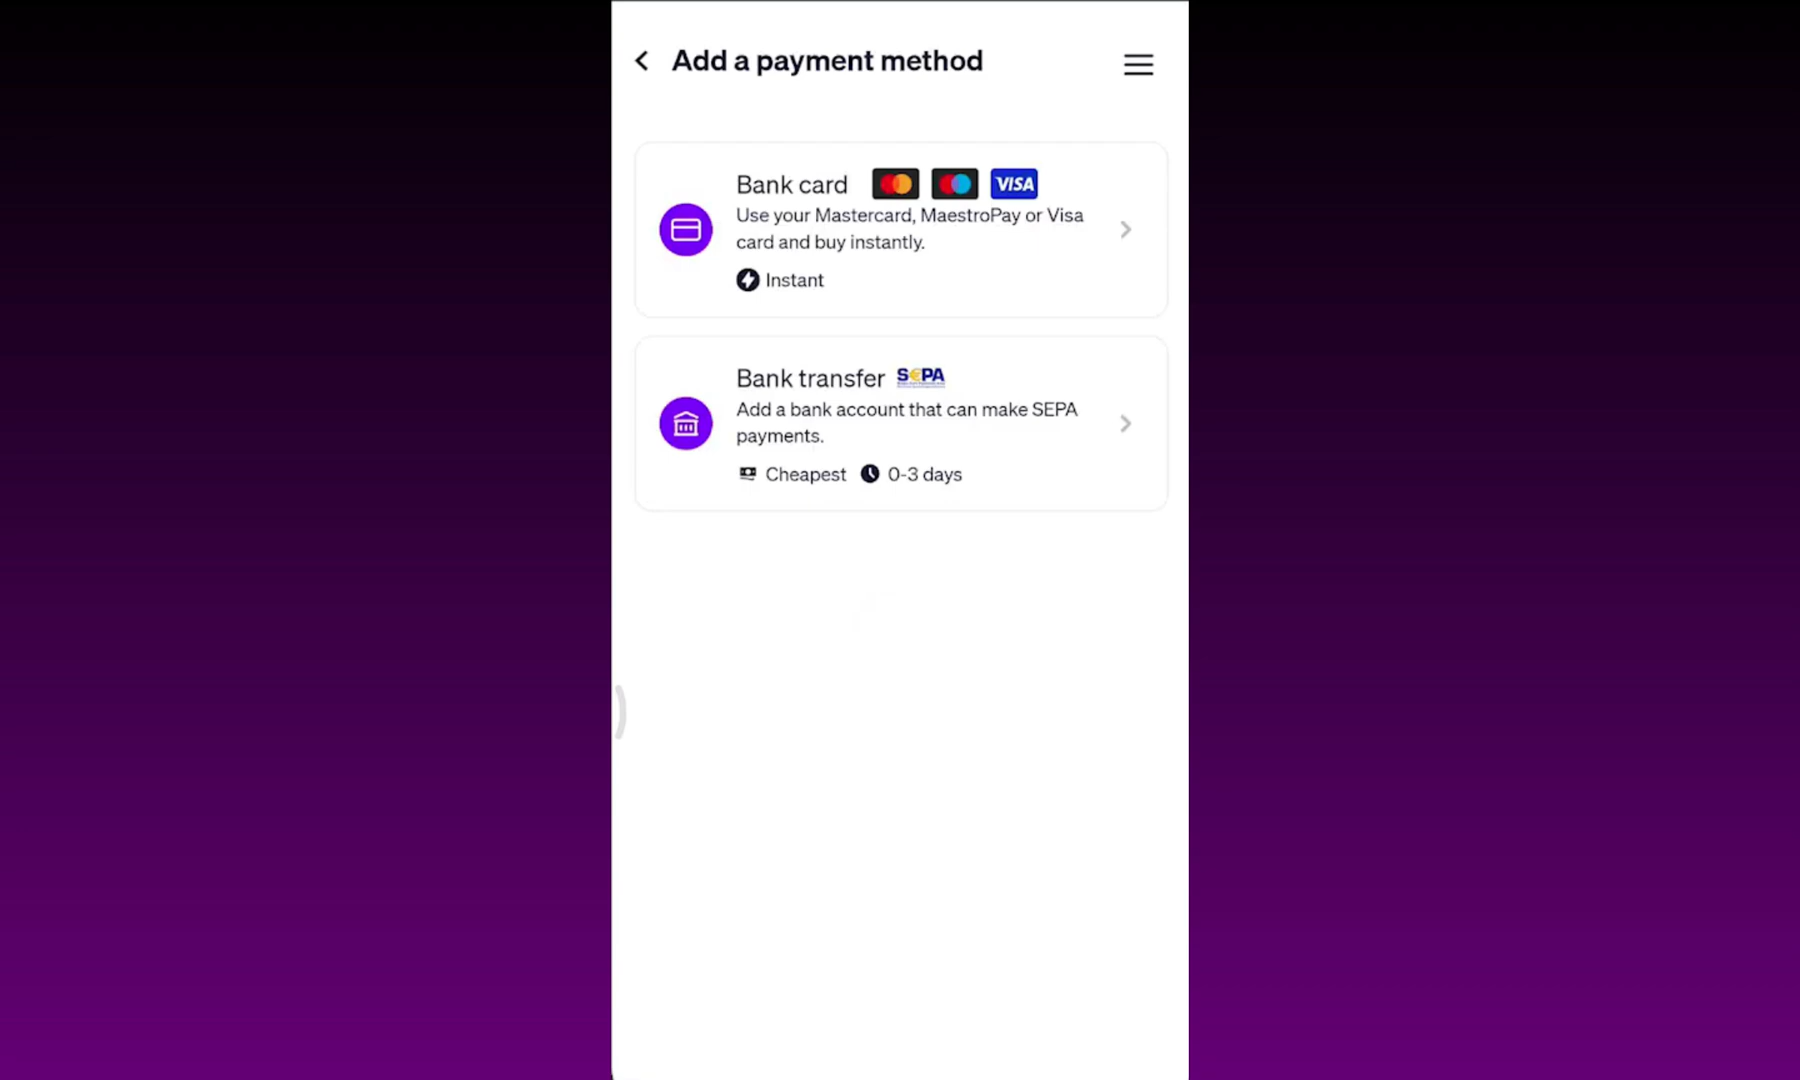 Add a payment method
Bank card VISA
Use your Mastercard, MaestroPay or Visa
card and buy instantly.
Instant
Bank transfer S€PA
Add a bank account that can make SEPA
payments.
Cheapest 0-3 days